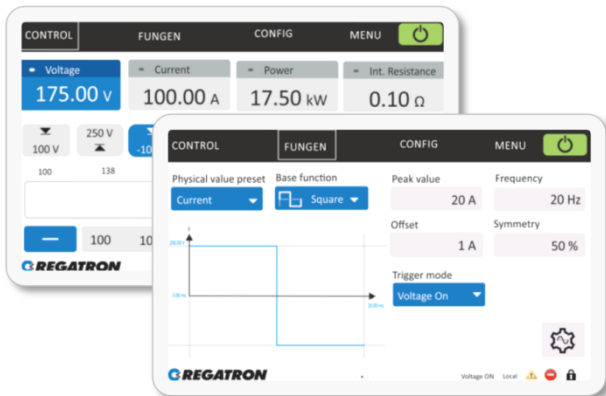 CONTROL FUNGEN CONFIG MENU
Voltage Current Power Int. Resistance
175.00 V 100.00 A 17.50 kW 0.10 Ω
100 V 250 V -10
100 138
100 10
REGATRON
CONTROL FUNGEN CONFIG MENU
Physical value preset Base function Peak value Frequency
Current Square 20 A 20 Hz
Offset Symmetry
1 A 50 %
Trigger mode
Voltage On
REGATRON
Voltage ON Local